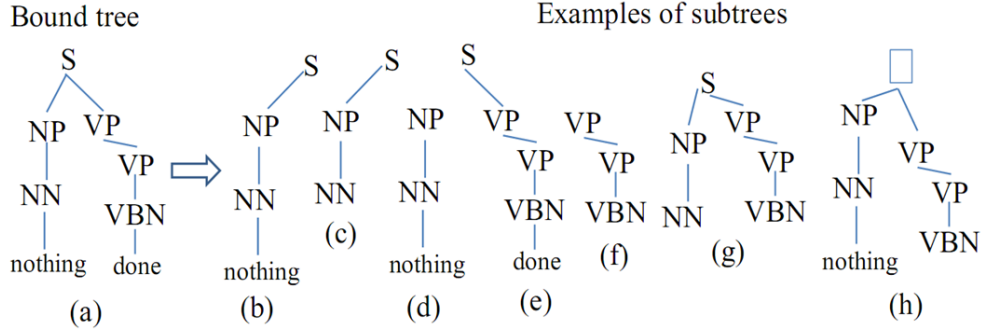 Bound tree
Examples of subtrees
S
NP VP
VP
NN
VBN
nothing done
(a)
S
NP
NN
nothing
(b)
S
NP
NN
(c)
NP
NN
nothing
(d)
S
VP
VP
VBN
done
(e)
VP
VP
VBN
(f)
S
VP
NP
VP
NN VBN
(g)
NP
VP
NN
VP
VBN
nothing
(h)